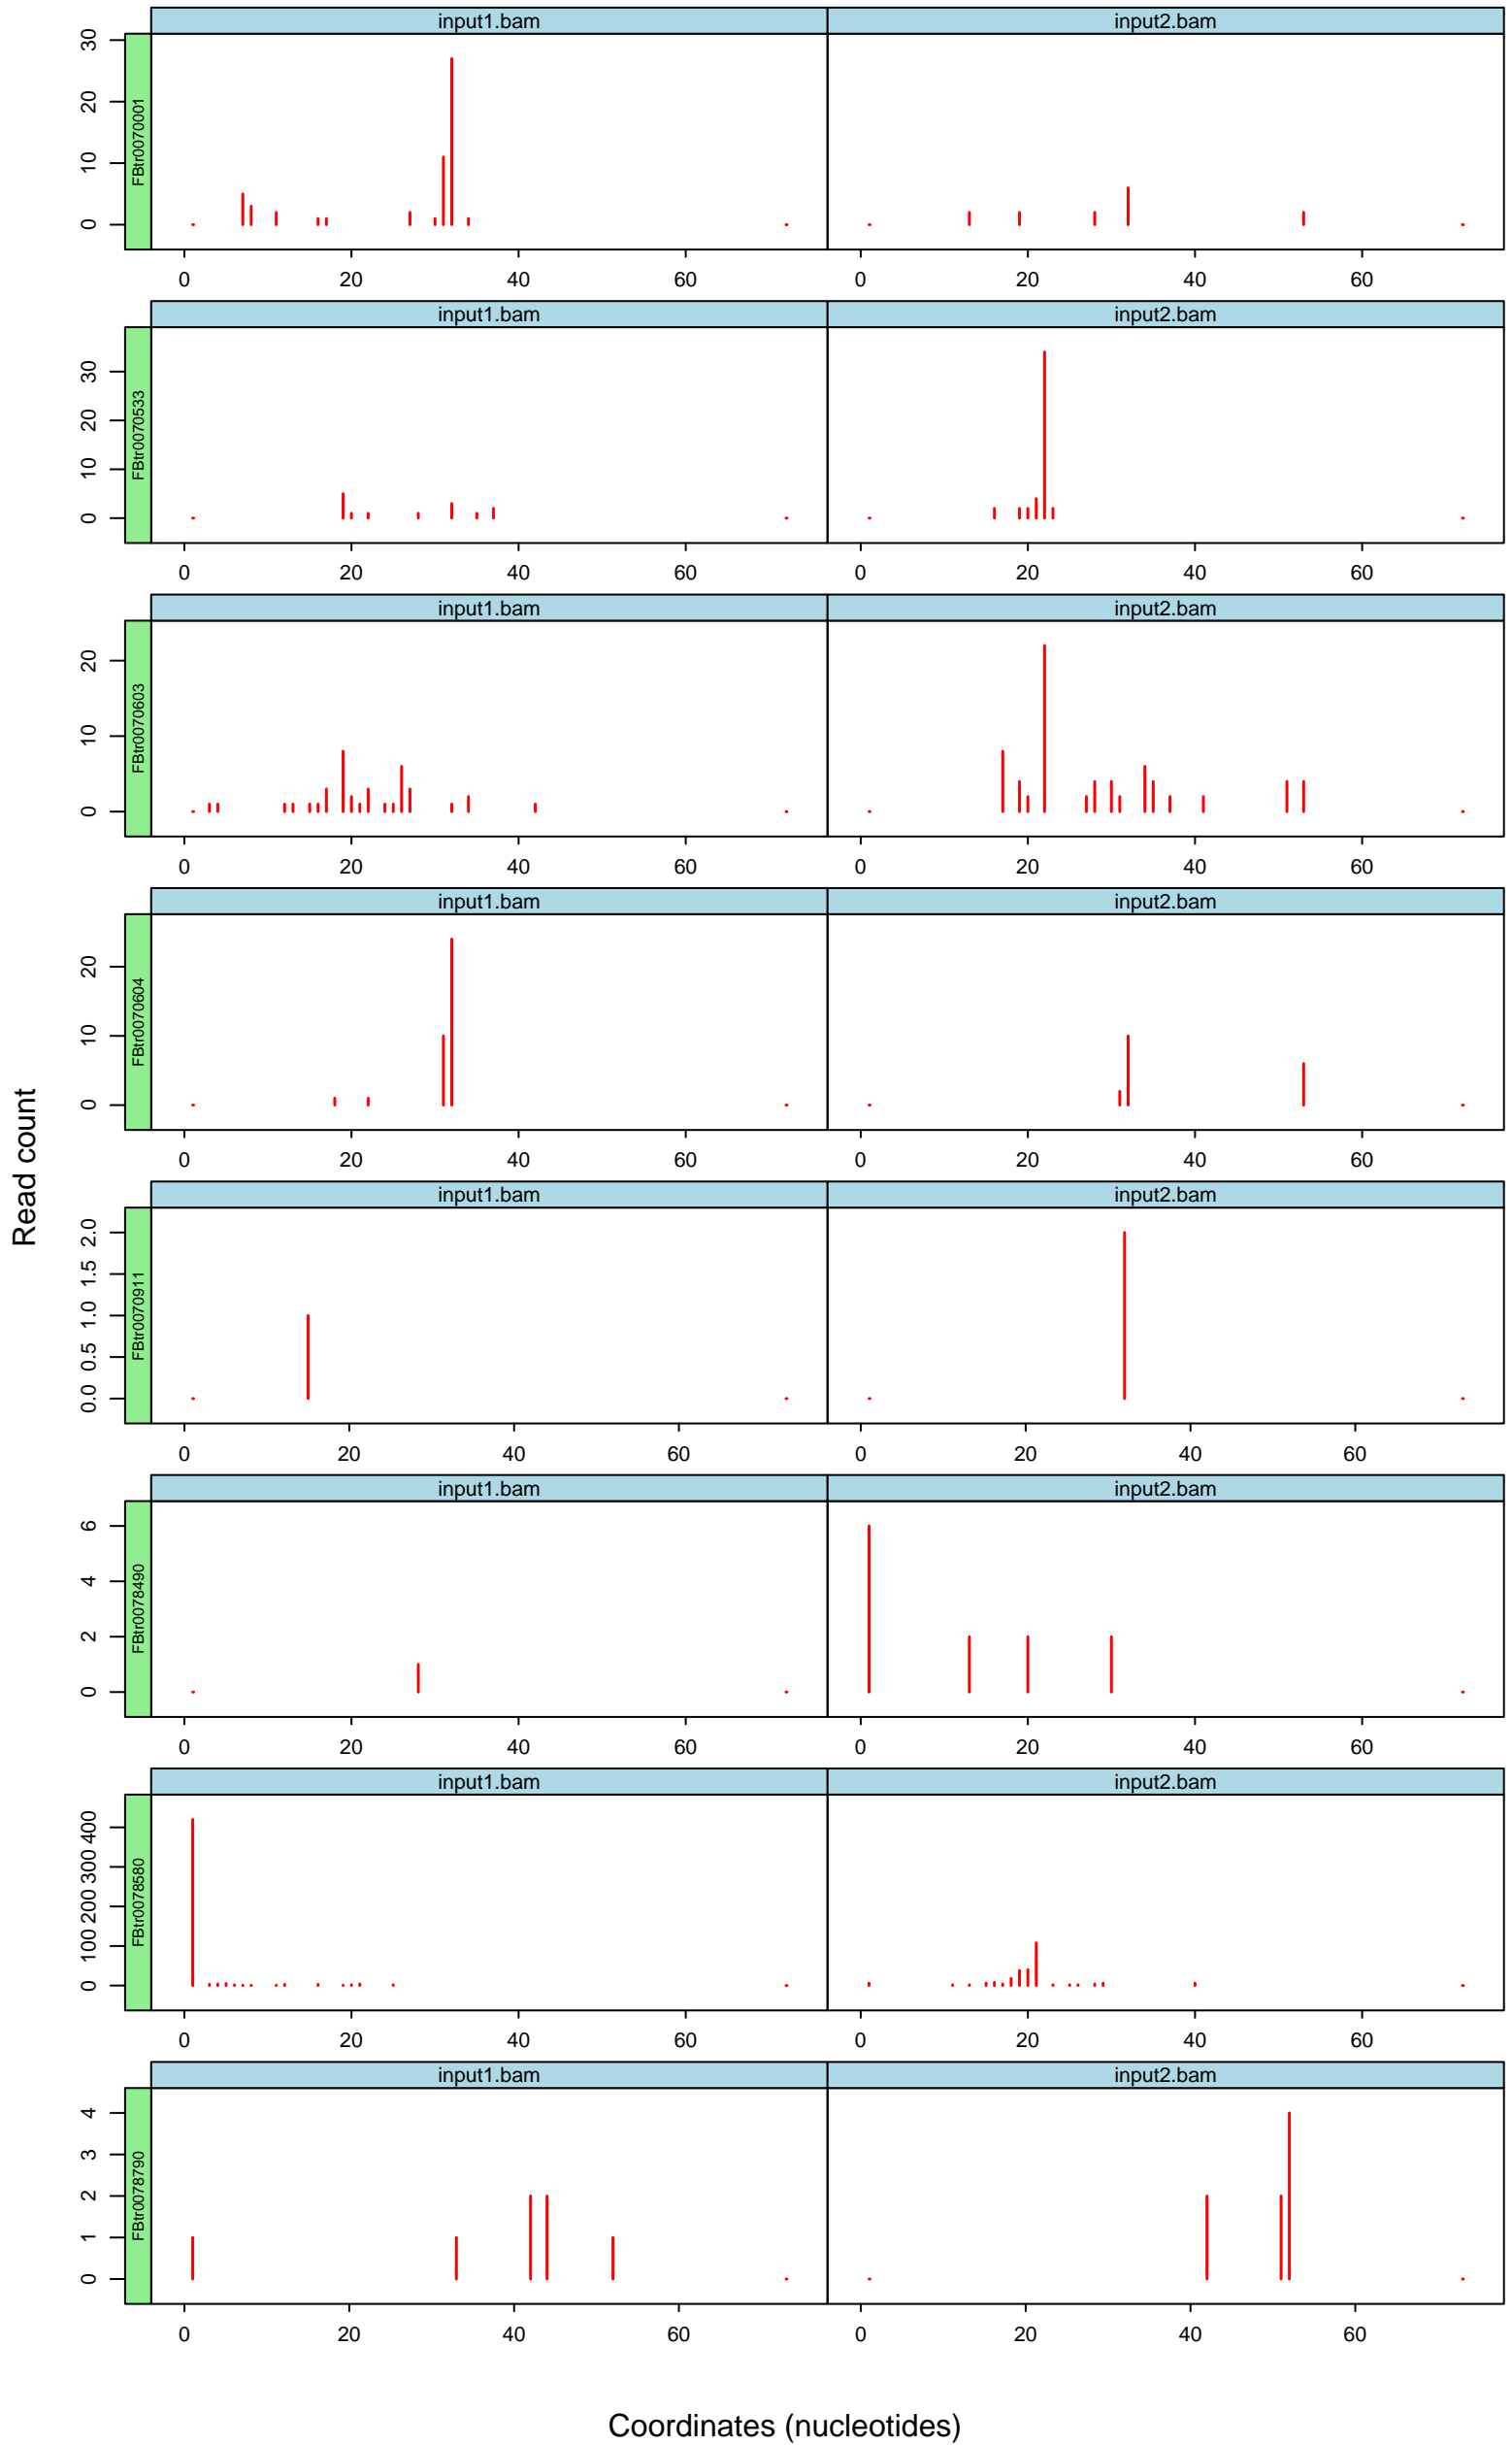 input1.bam input2.bam
FBtr0070001
0 10 20 30
0 20 40 60 0 20 40 60
input1.bam input2.bam
FBtr0070533
0 10 20 30
0 20 40 60 0 20 40 60
input1.bam input2.bam
FBtr0070603
0 10 20
0 20 40 60 0 20 40 60
input1.bam input2.bam
FBtr0070604
0 10 20
0 20 40 60 0 20 40 60
Read count
input1.bam input2.bam
FBtr0070911
0.0 0.5 1.0 1.5 2.0
0 20 40 60 0 20 40 60
input1.bam input2.bam
FBtr0078490
0 2 4 6
0 20 40 60 0 20 40 60
input1.bam input2.bam
FBtr0078580
0 100 200 300 400
0 20 40 60 0 20 40 60
input1.bam input2.bam
FBtr0078790
0 1 2 3 4
0 20 40 60 0 20 40 60
Coordinates (nucleotides)